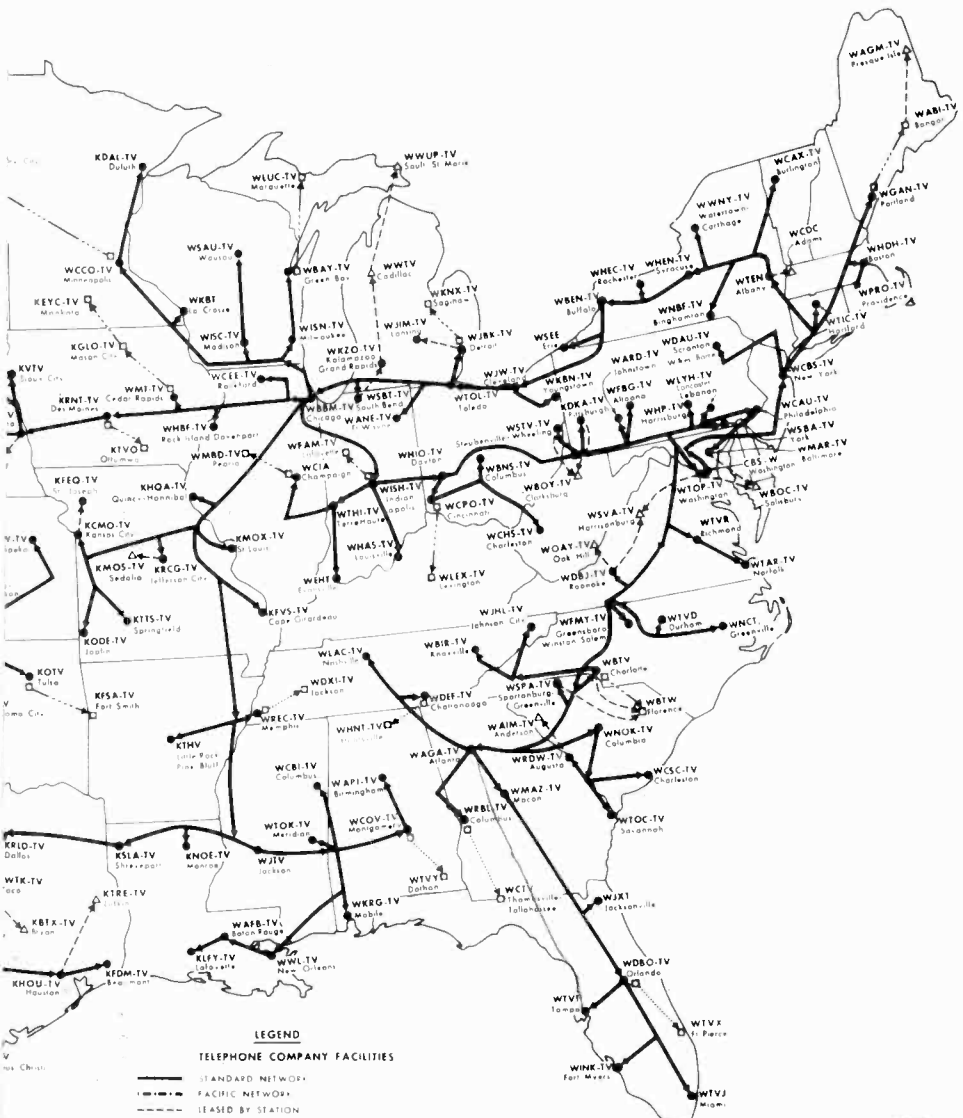 WAGM-TV
Presque Isle
WABI-TV
Bangor
KDAL-TV
Duluth
WLUC-TV
Marquette
WWUP-TV
Sault St Marie
WCAX-TV
Burlington
WWNY-TV
Watertown-
Carthage
WGAN-TV
Portland
WCDC
Adams
WHDH-TV
Boston
WSAU-TV
Wausau
WBAY-TV
Green Bay
WWTV
Cadillac
WHEC-TV
Rochester
WHEN-TV
Syracuse
WTEN
Albany
WPRO-TV
Providence
WCCO-TV
Minneapolis
KEYC-TV
Mankato
WKBT
La Crosse
WISC-TV
Madison
WISN-TV
Milwaukee
WKNX-TV
Saginaw
WJIM-TV
Lansing
WJBK-TV
Detroit
WBEN-TV
Buffalo
WNBF-TV
Binghamton
WTIC-TV
Hartford
KGLO-TV
Mason City
WKZO-TV
Kalamazoo
Grand Rapids
WSEE
Erie
WDAU-TV
Scranton
Wilkes Barre
WCBS-TV
New York
KVTV
Sioux City
WMT-TV
Cedar Rapids
WCEE-TV
Rockford
WBBM-TV
Chicago
WSBT-TV
South Bend
WTOL-TV
Toledo
WJW-TV
Cleveland
WKBN-TV
Youngstown
WARD-TV
Johnstown
WFBG-TV
Altoona
WLYH-TV
Lancaster
Lebanon
KRNT-TV
Des Moines
WHBF-TV
Rock Island Davenport
WANE-TV
Ft Wayne
KDKA-TV
Pittsburgh
WSTV-TV
Steubenville-Wheeling
WHP-TV
WCAU-TV
Philadelphia
WSBA-TV
York
WMAR-TV
Baltimore
KTVO
Ottumwa
WMBD-TV
Peoria
WFAM-TV
Lafayette
WCIA
Champaign
WHIO-TV
Dayton
WBNS-TV
Columbus
WBOY-TV
Clarksburg
WTOP-TV
Washington
WBOC-TV
Salisbury
KFEQ-TV
St. Joseph
KHQA-TV
Quincy-Hannibal
WISH-TV
Indianapolis
WCPO-TV
Cincinnati
WTHI-TV
Terre Haute
WSVA-TV
Harrisonburg
KCMO-TV
Kansas City
KMOX-TV
St Louis
WHAS-TV
Louisville
WCHS-TV
Charleston
WOAY-TV
Oak Hill
WTVR
Richmond
KMOS-TV
Sedalia
KRCG-TV
Jefferson City
WEHT
Evansville
WLEX-TV
Lexington
WDBJ-TV
Roanoke
WTAR-TV
Norfolk
KTTS-TV
Springfield
KFVS-TV
Cape Girardeau
WJHL-TV
Johnson City
WFMY-TV
Greensboro
Winston Salem
WTVD
Durham
WNCT
Greenville
KODE-TV
Joplin
WLAC-TV
Nashville
WBIR-TV
Knoxville
WBTV
Charlotte
KOTV
Tulsa
KFSA-TV
Fort Smith
WDXI-TV
Jackson
WREC-TV
Memphis
WDEF-TV
Chattanooga
WSPA-TV
Spartanburg-
Greenville
WBTW
Florence
KTHV
Little Rock
Pine Bluff
WHNT-TV
WAIM-TV
Anderson
WNOK-TV
Columbia
WAGA-TV
Atlanta
WRDW-TV
Augusta
WCBI-TV
Columbus
WAPI-TV
Birmingham
WCSC-TV
Charleston
WMAZ-TV
Macon
WTOC-TV
Savannah
WTOK-TV
Meridian
WCOV-TV
Montgomery
WRBL-TV
Columbus
KRLD-TV
Dallas
KSLA-TV
Shreveport
KNOE-TV
Monroe
WJTV
Jackson
WTVY
Dothan
WCTV
Thomasville-
Tallahassee
KTRE-TV
Lufkin
KBTX-TV
Bryan
WKRG-TV
Mobile
WJXT
Jacksonville
WAFB-TV
Baton Rouge
KLFY-TV
Lafayette
WWL-TV
New Orleans
KHOU-TV
Houston
KFDM-TV
Beaumont
WDBO-TV
Orlando
WTVT
Tampa
WTVX
Ft Pierce
WINK-TV
Fort Myers
WTVJ
Miami
LEGEND
TELEPHONE COMPANY FACILITIES
STANDARD NETWORK
PACIFIC NETWORK
LEASED BY STATION